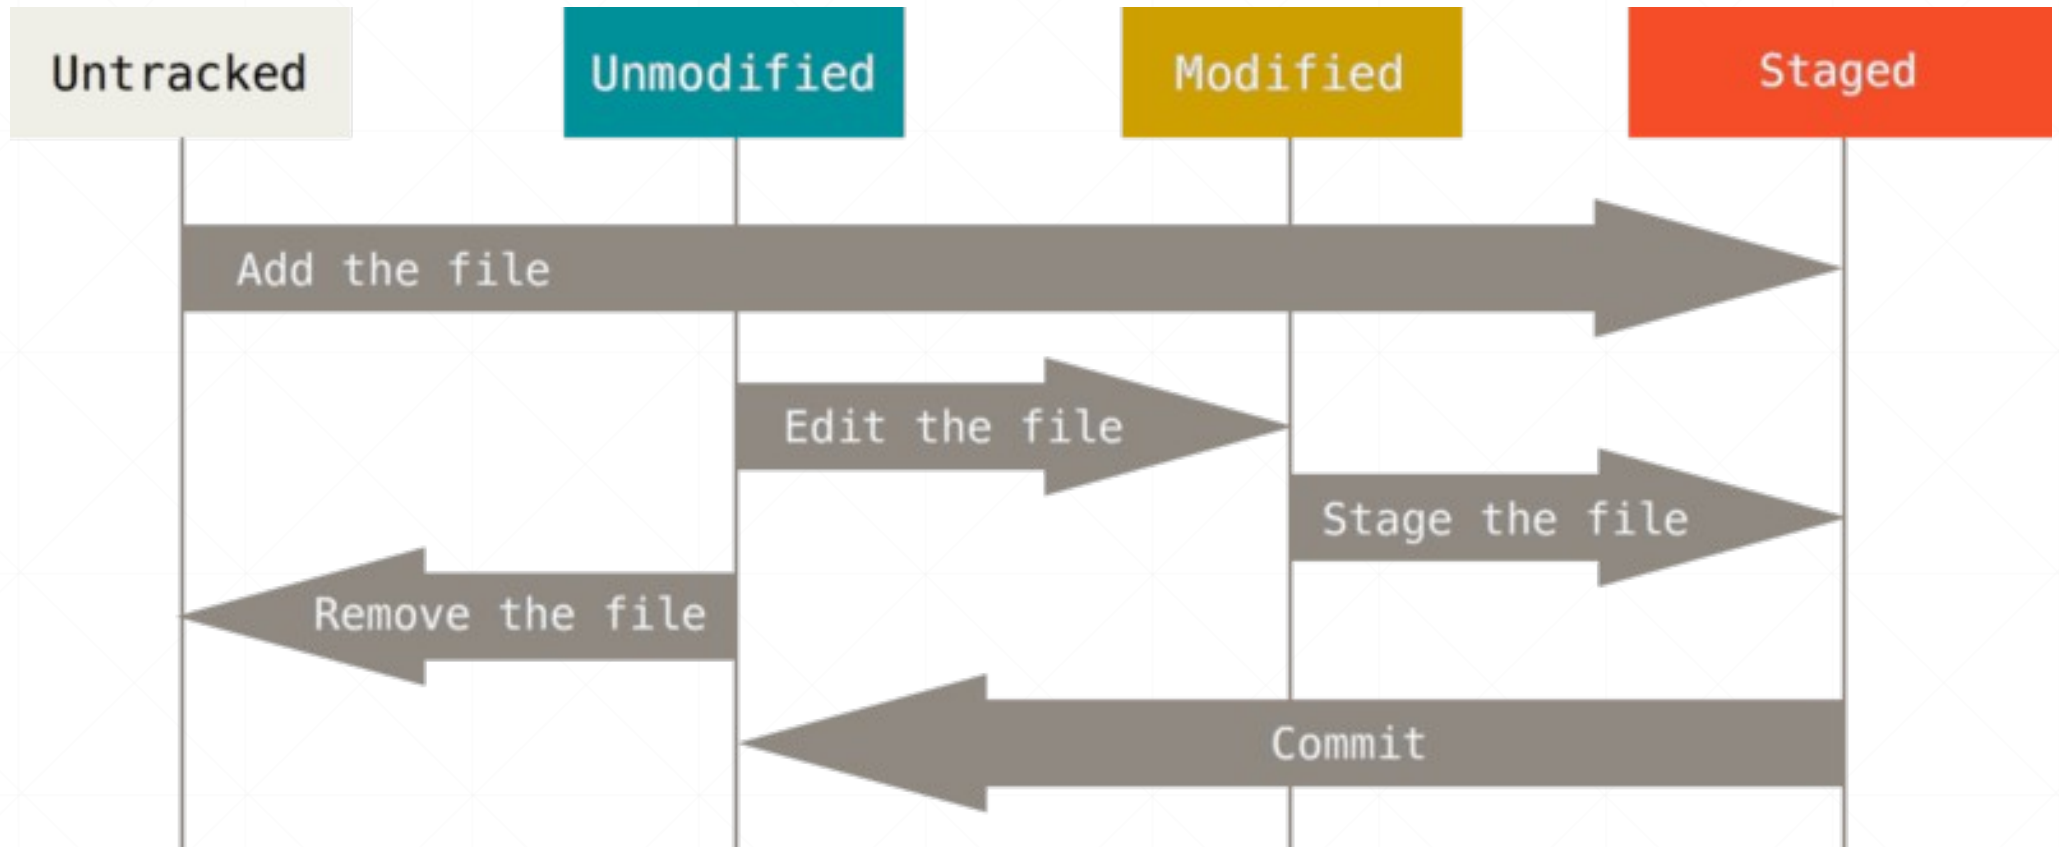 Untracked
Unmodified
Modified
Staged
Add the file
Edit the file
Stage the file
Remove the file
Commit